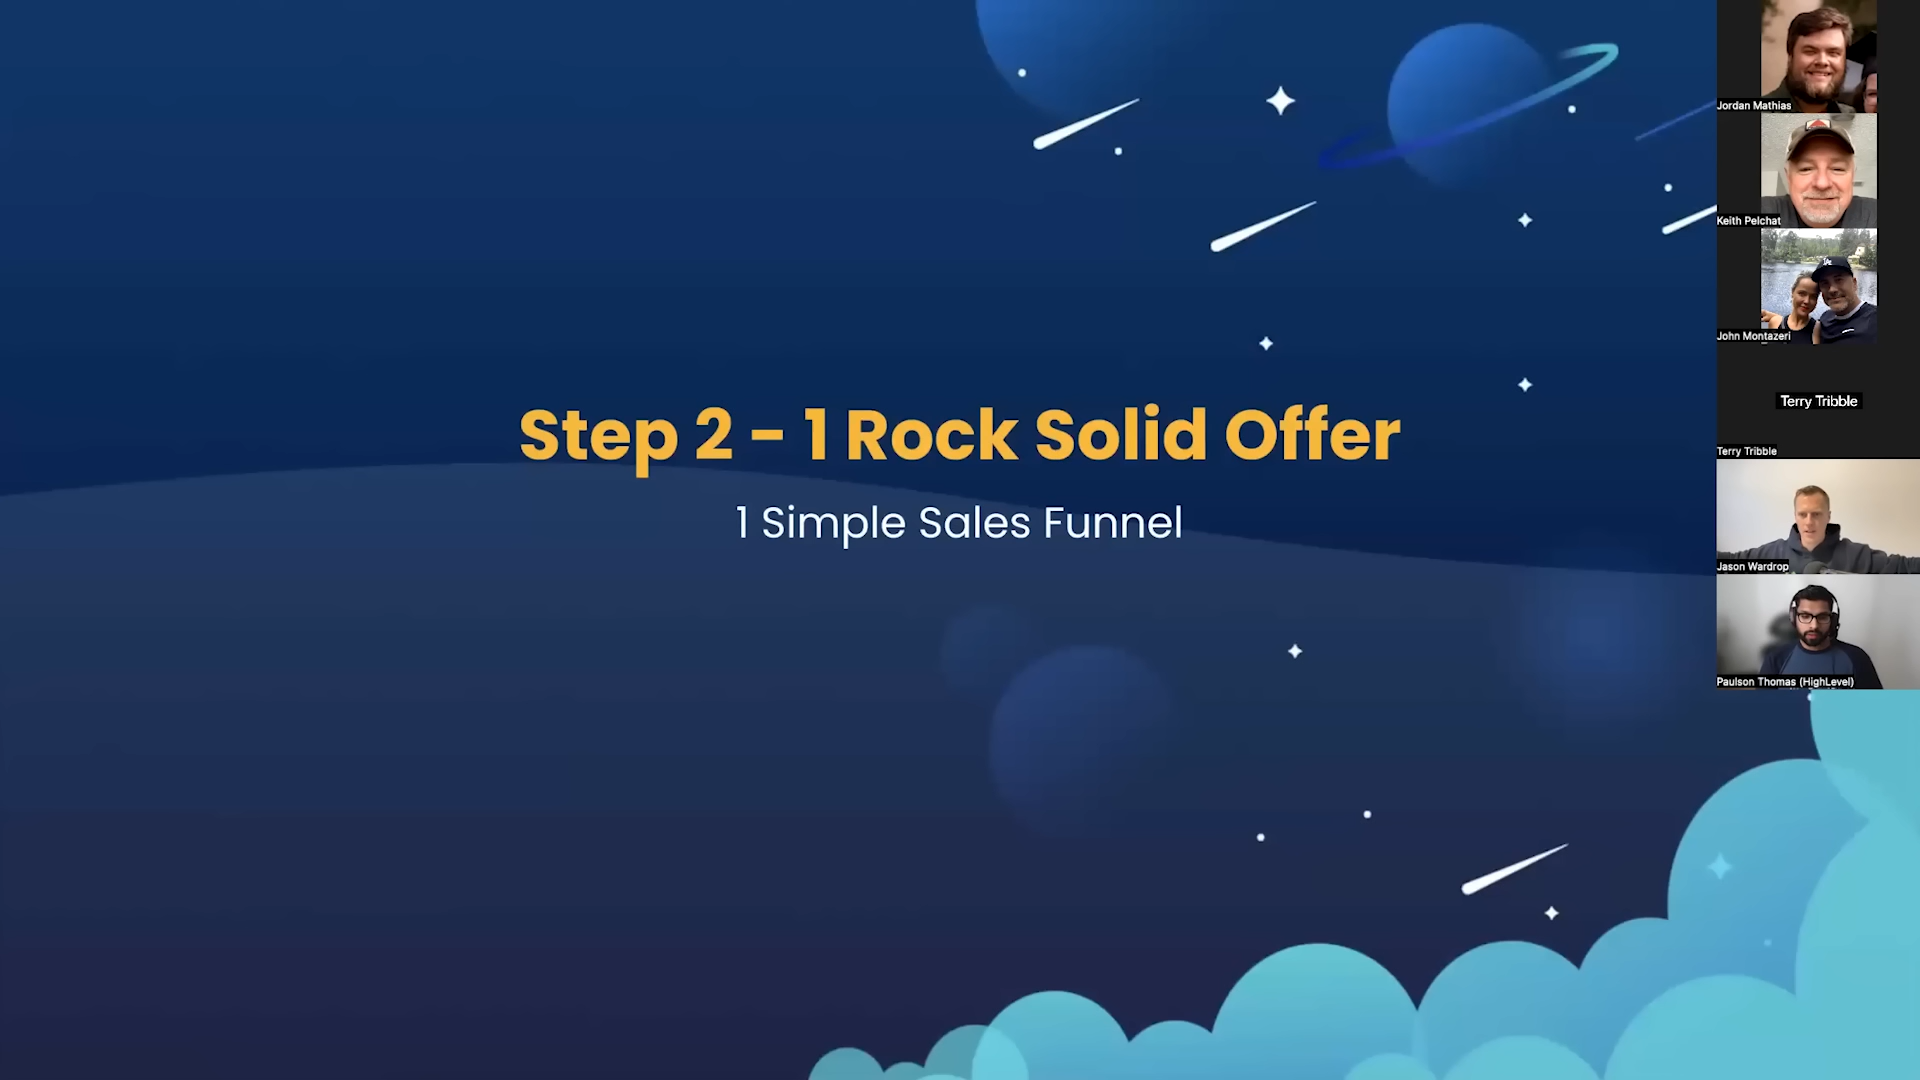 Step 2 - 1 Rock Solid Offer
1 Simple Sales Funnel
Jordan Mathias
Keith Pelchat
John Montazeri
Terry Tribble
Terry Tribble
Jason Wardrop
Paulson Thomas (HighLevel)